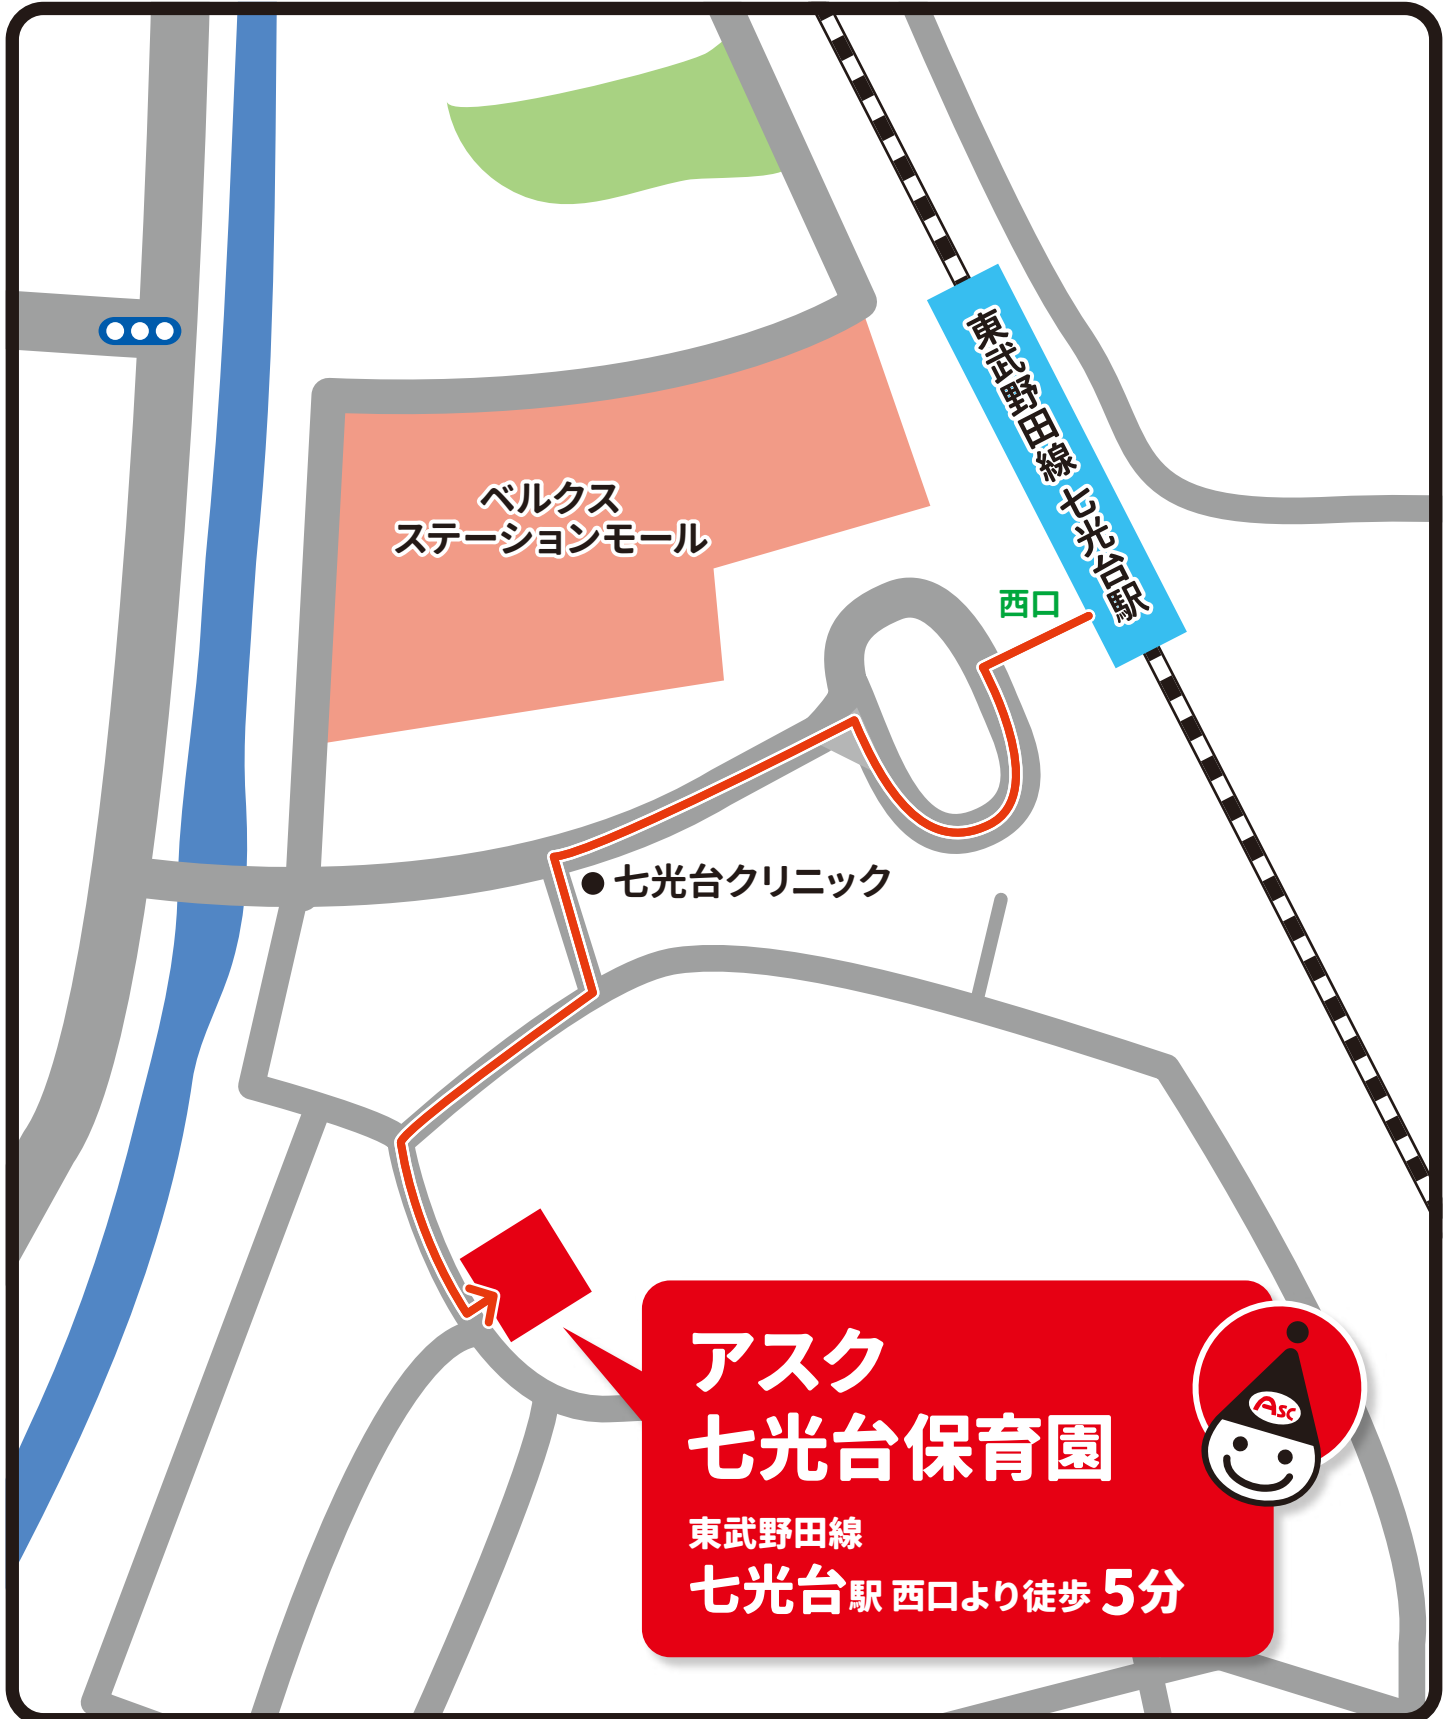 東武野田線 七光台駅
ベルクス
ステーションモール
西口
七光台クリニック
アスク
七光台保育園
ASC
東武野田線
七光台駅 西口より徒歩 5分